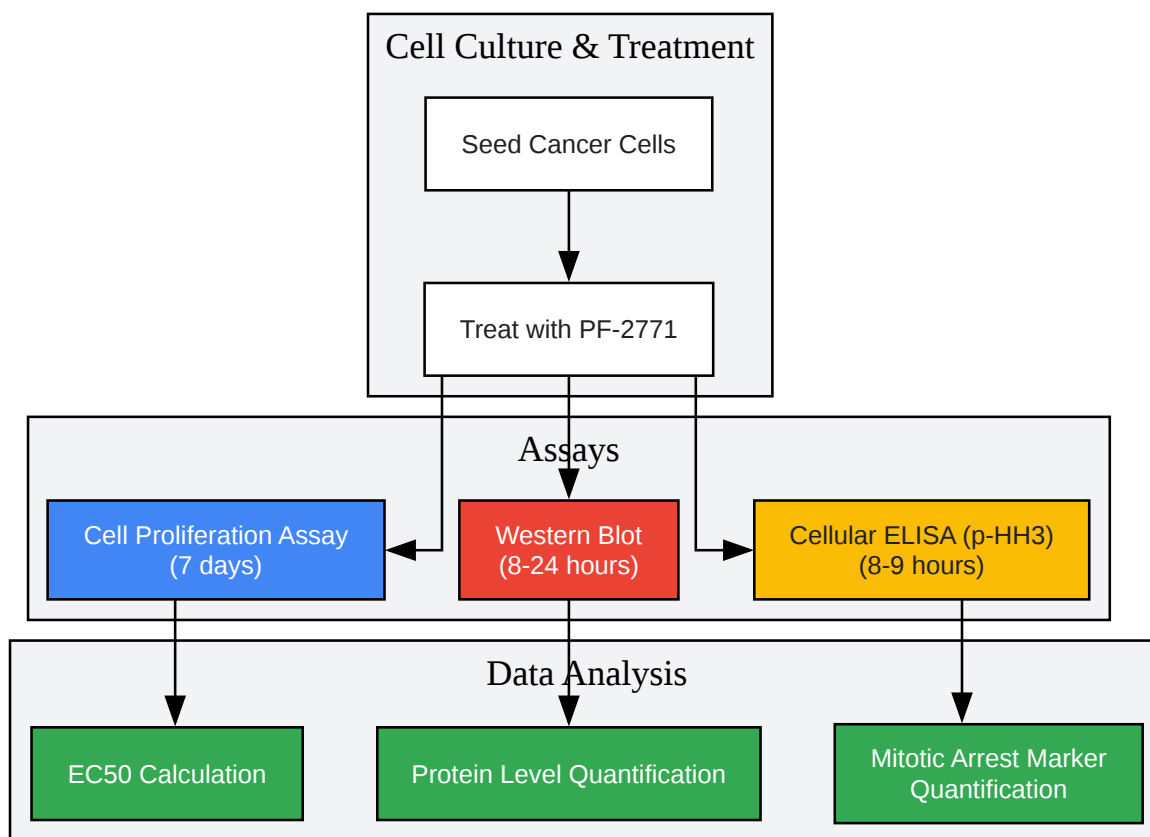 Cell Culture & Treatment
Seed Cancer Cells
Treat with PF-2771
Assays
Cell Proliferation Assay
(7 days)
Western Blot
(8-24 hours)
Cellular ELISA (p-HH3)
(8-9 hours)
Data Analysis
EC50 Calculation
Protein Level Quantification
Mitotic Arrest Marker
Quantification